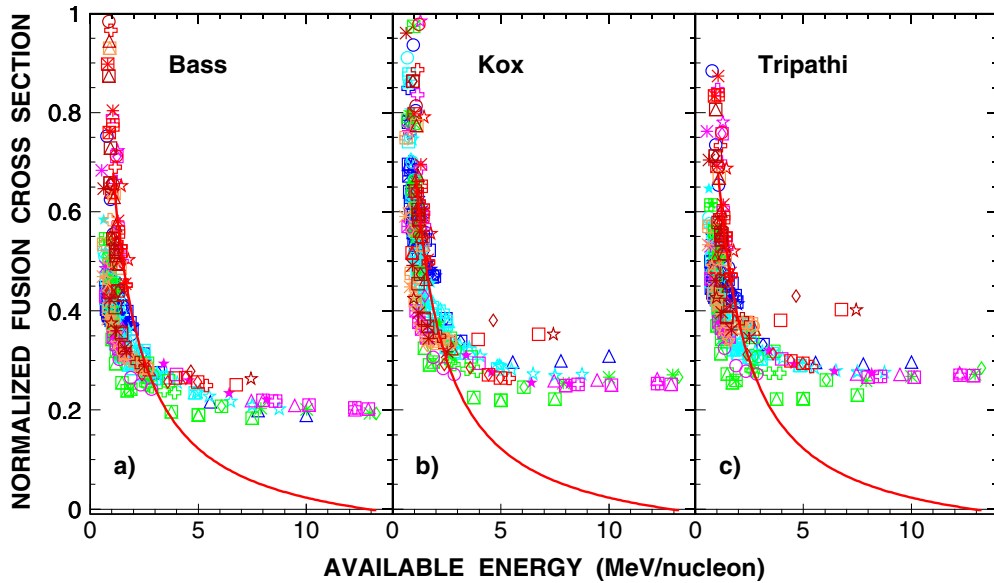 NORMALIZED FUSION CROSS SECTION
1
0.8
0.6
0.4
0.2
0
Bass
Kox
Tripathi
a)
b)
c)
0 5 10 0 5 10 0 5 10
AVAILABLE ENERGY (MeV/nucleon)